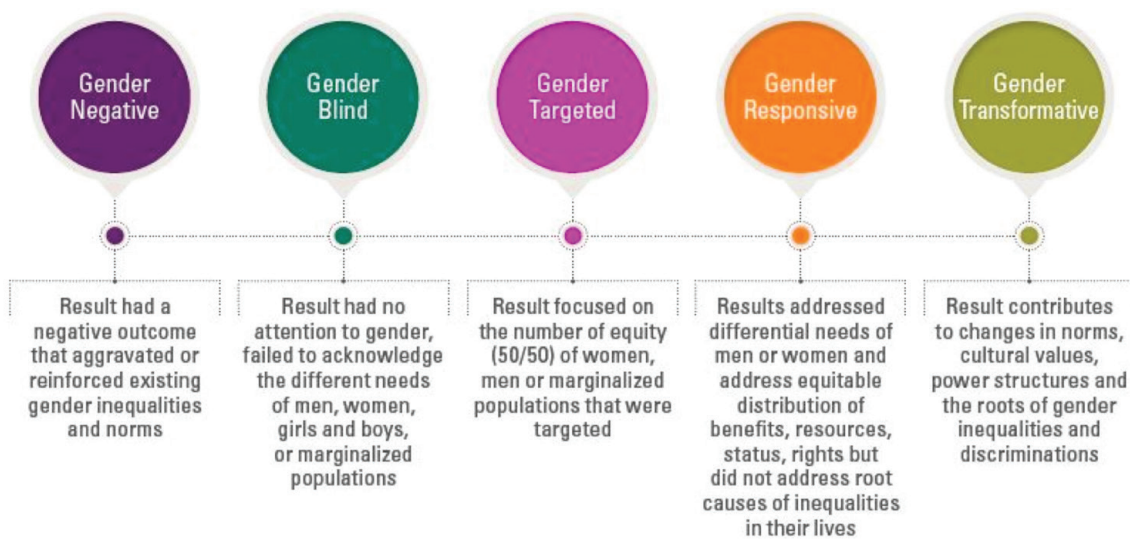 Gender
Negative
Gender
Blind
Gender
Targeted
Gender
Responsive
Gender
Transformative
Result had a
negative outcome
that aggravated or
reinforced existing
gender inequalities
and norms
Result had no
attention to gender,
failed to acknowledge
the different needs
of men, women,
girls and boys,
or marginalized
populations
Result focused on
the number of equity
(50/50) of women,
men or marginalized
populations that were
targeted
Results addressed
differential needs of
men or women and
address equitable
distribution of
benefits, resources,
status, rights but
did not address root
causes of inequalities
in their lives
Result contributes
to changes in norms,
cultural values,
power structures and
the roots of gender
inequalities and
discriminations